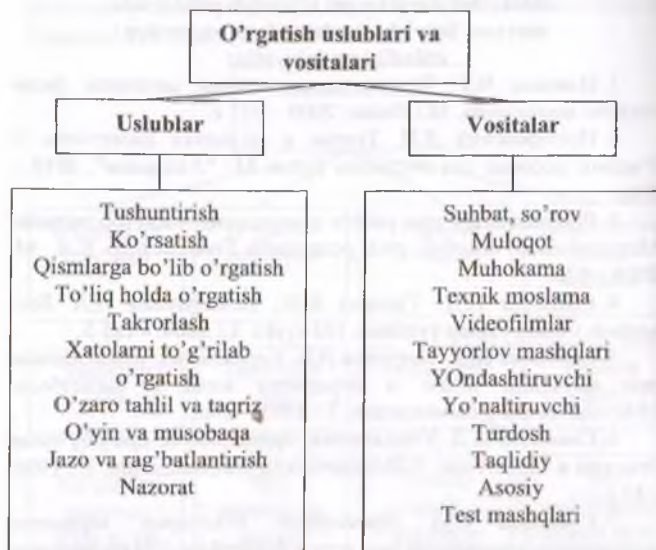 O’rgatish uslublari va
vositalari
Uslublar
Vositalar
Tushuntirish
Ko’rsatish
Qismlarga bo’lib o’rgatish
To’liq holda o’rgatish
Takrorlash
Xatolarni to’g’rilab
o’rgatish
O’zaro tahlil va taqriz
O’yin va musobaqa
Jazo va rag’batlantirish
Nazorat
Suhbat, so’rov
Muloqot
Muhokama
Texnik moslama
Videofilmlar
Tayyorlov mashqlari
YOndashtiruvchi
Yo’naltiruvchi
Turdosh
Taqlidiy
Asosiy
Test mashqlari